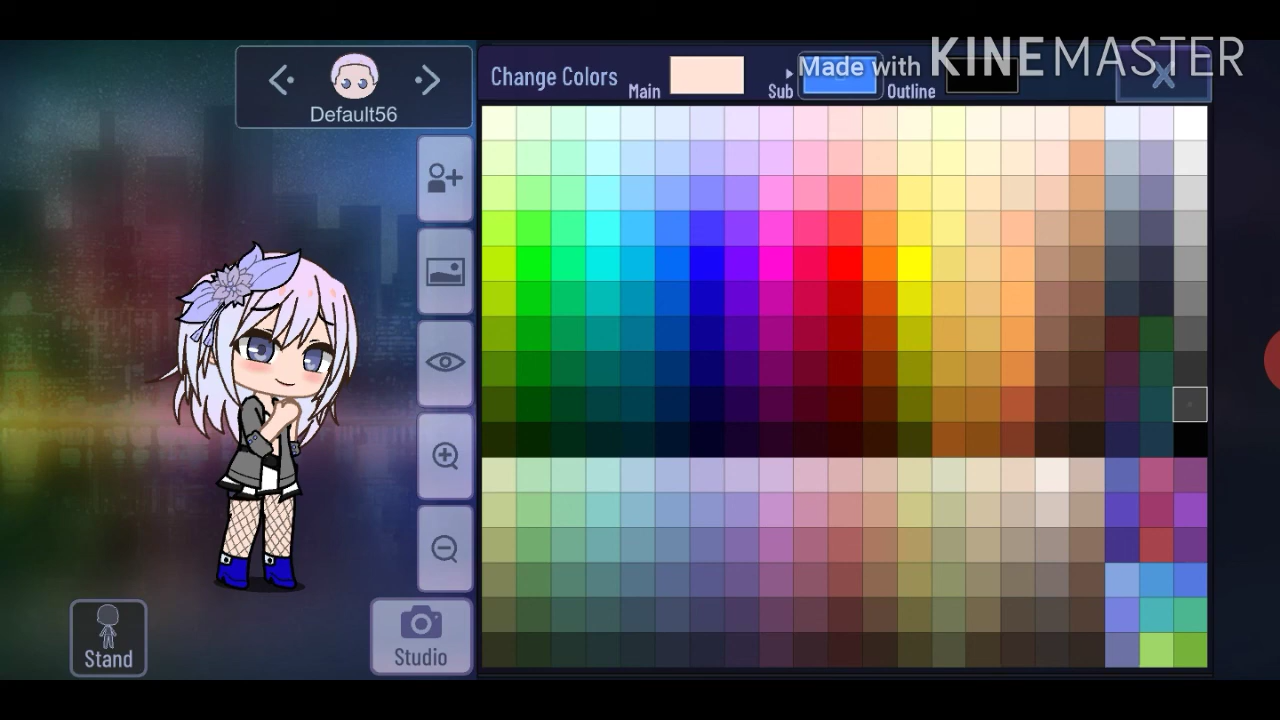 Default56
Change Colors
Main
Sub
Outline
Made with KINEMASTER
X
Stand
Studio